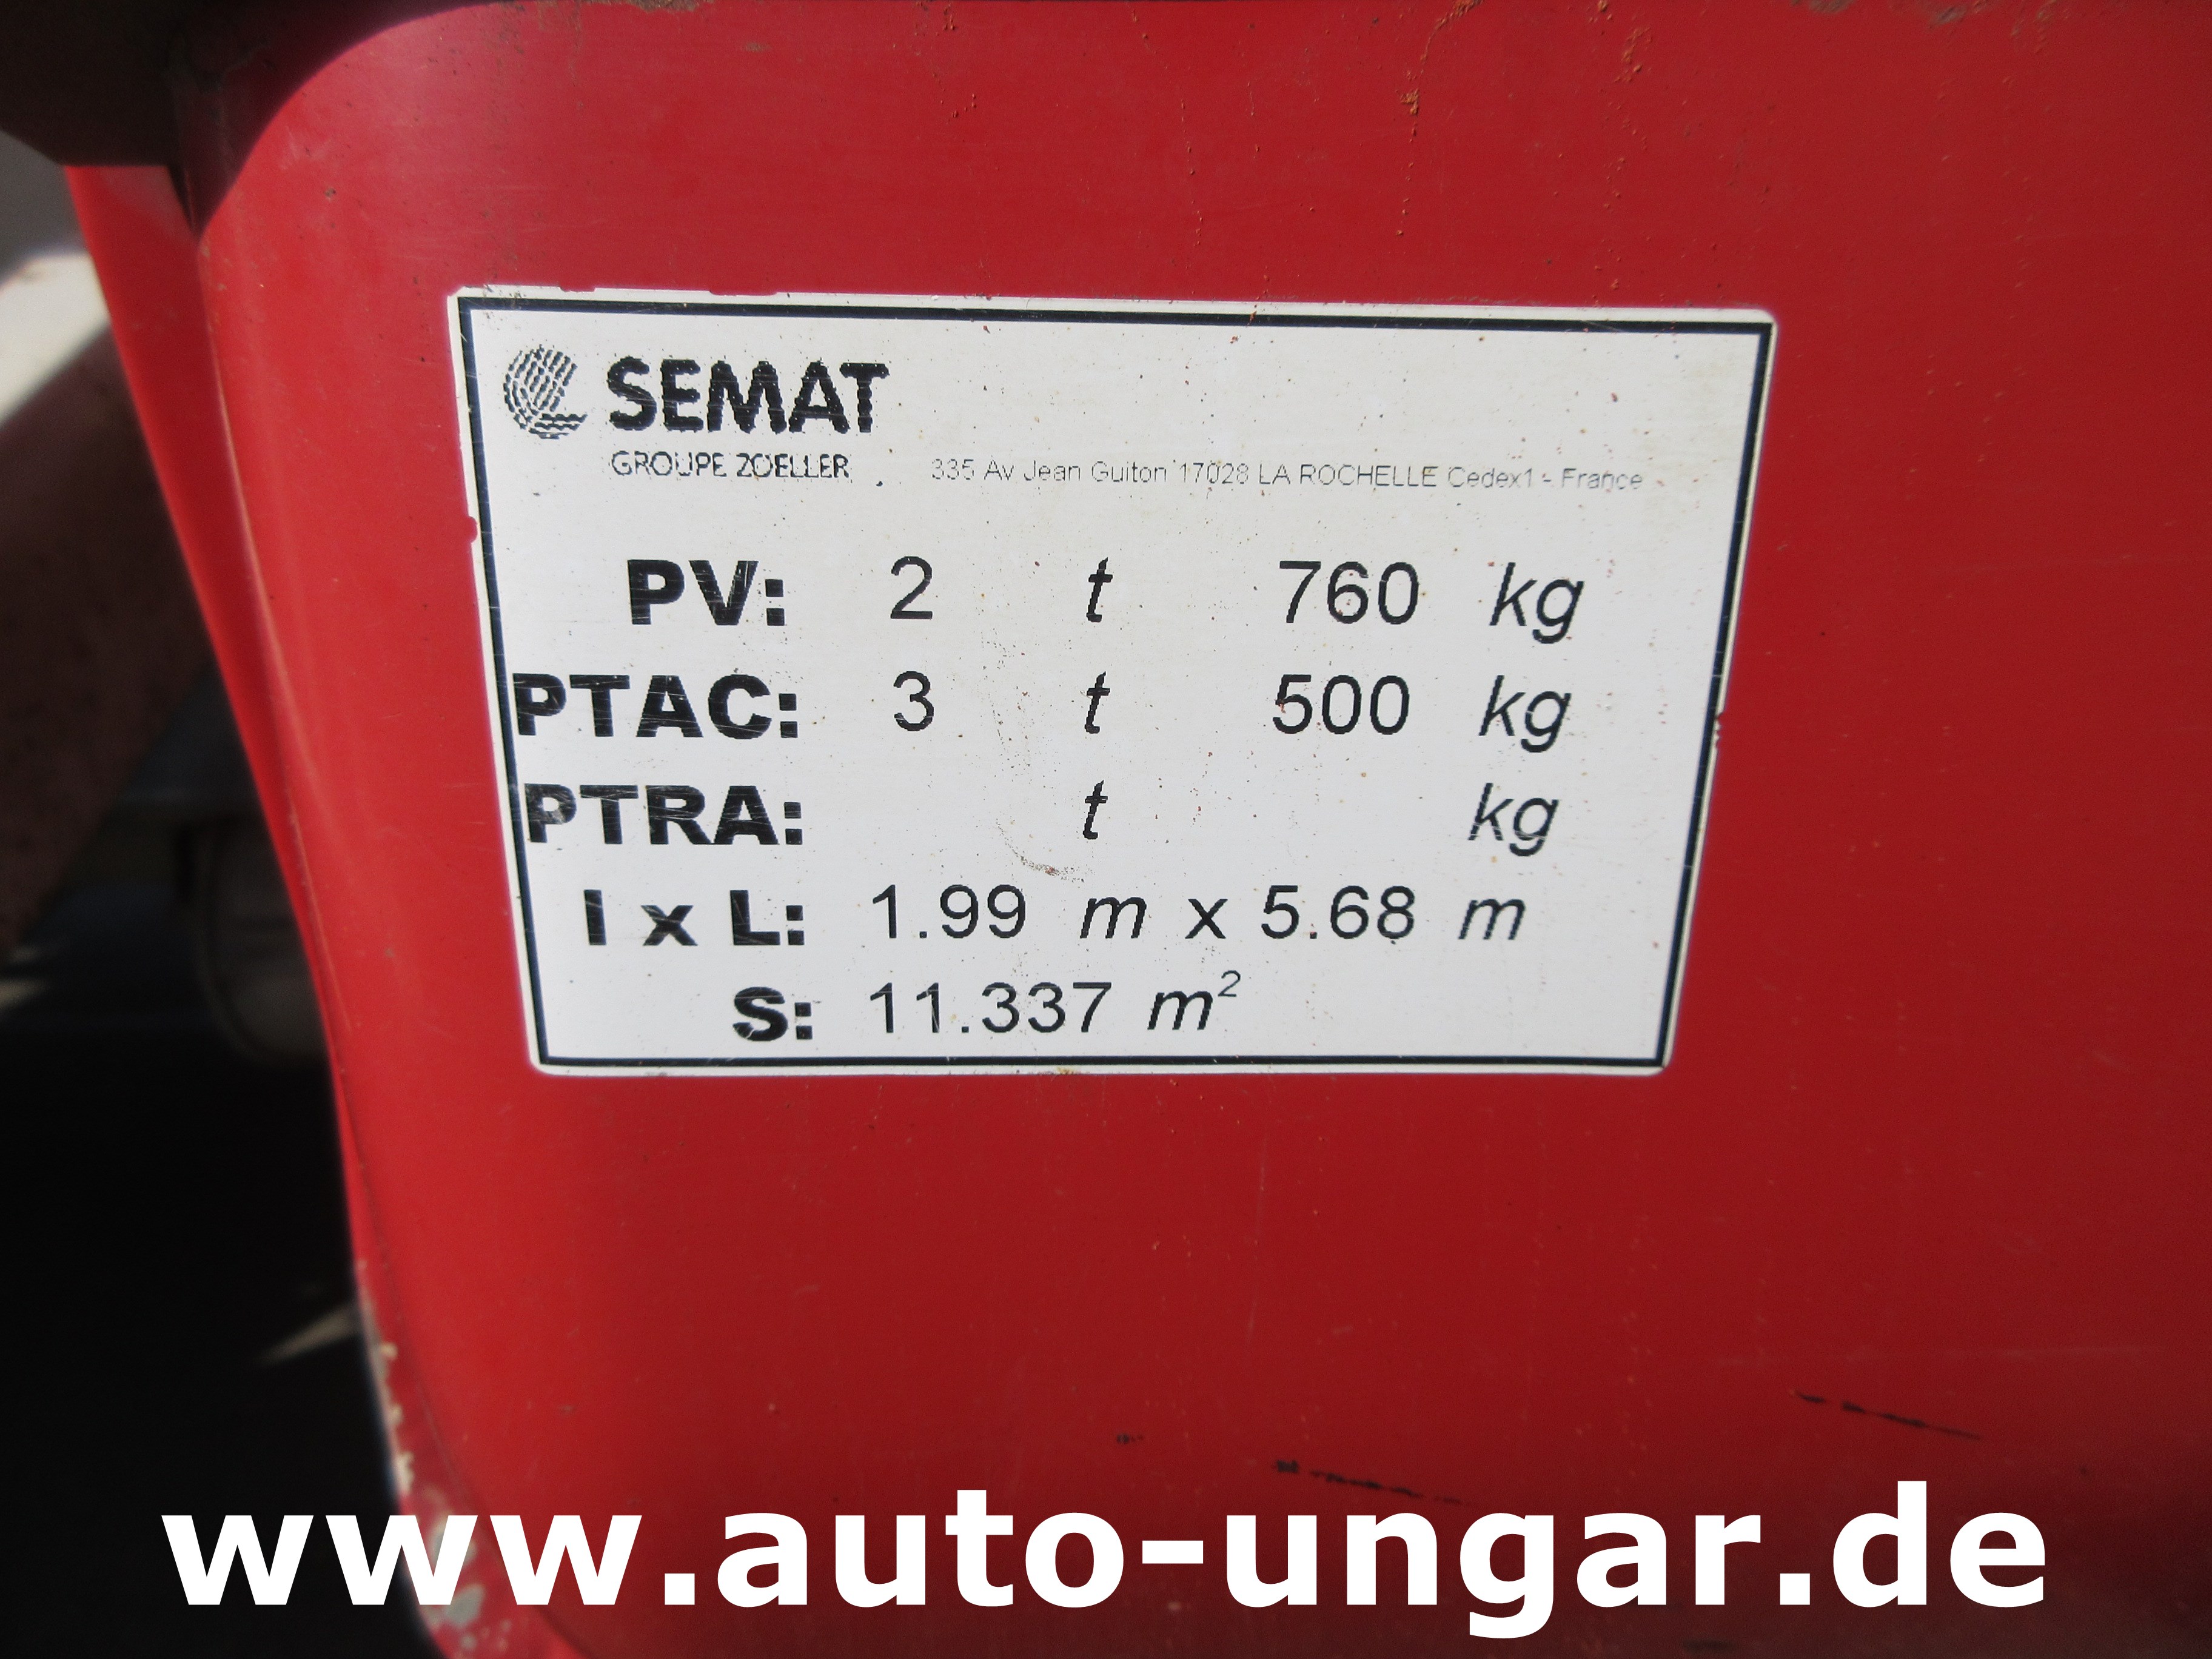 SEMAT
GROUPE ZOELLER 335 Av Jean Guiton 17028 LA ROCHELLE Cedex1 - France
PV: 2 t 760 kg
PTAC: 3 t 500 kg
PTRA: t kg
l x L: 1.99 m x 5.68 m
S: 11.337 m²
www.auto-ungar.de